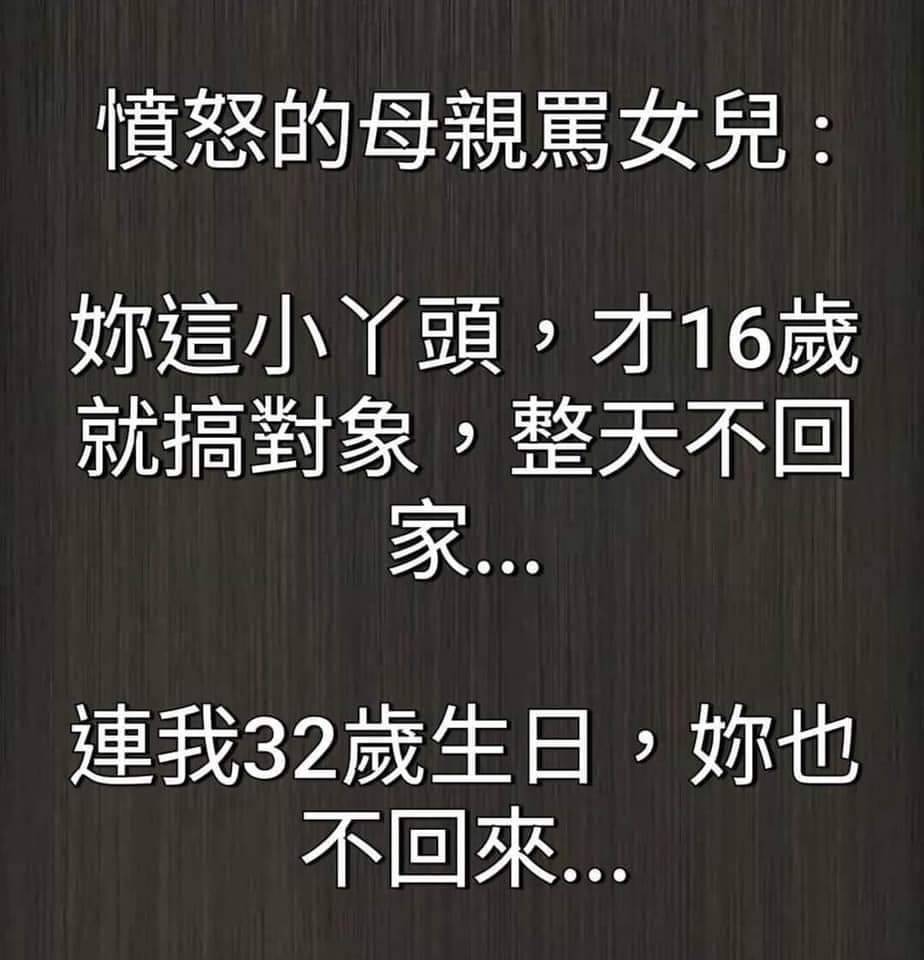 憤怒的母親罵女兒：
妳這小丫頭，才16歲
就搞對象，整天不回
家...
連我32歲生日，妳也
不回來...